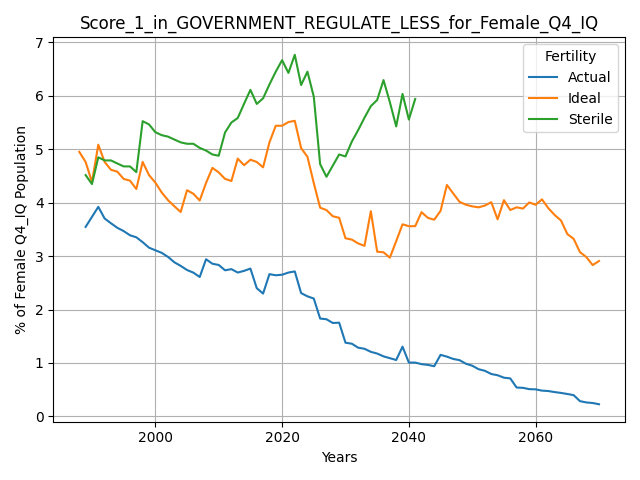 Score_1_in_GOVERNMENT_REGULATE_LESS_for_Female_Q4_IQ
Fertility
Actual
Ideal
Sterile
% of Female Q4_IQ Population
7
6
5
4
3
2
1
0
2000
2020
2040
2060
Years